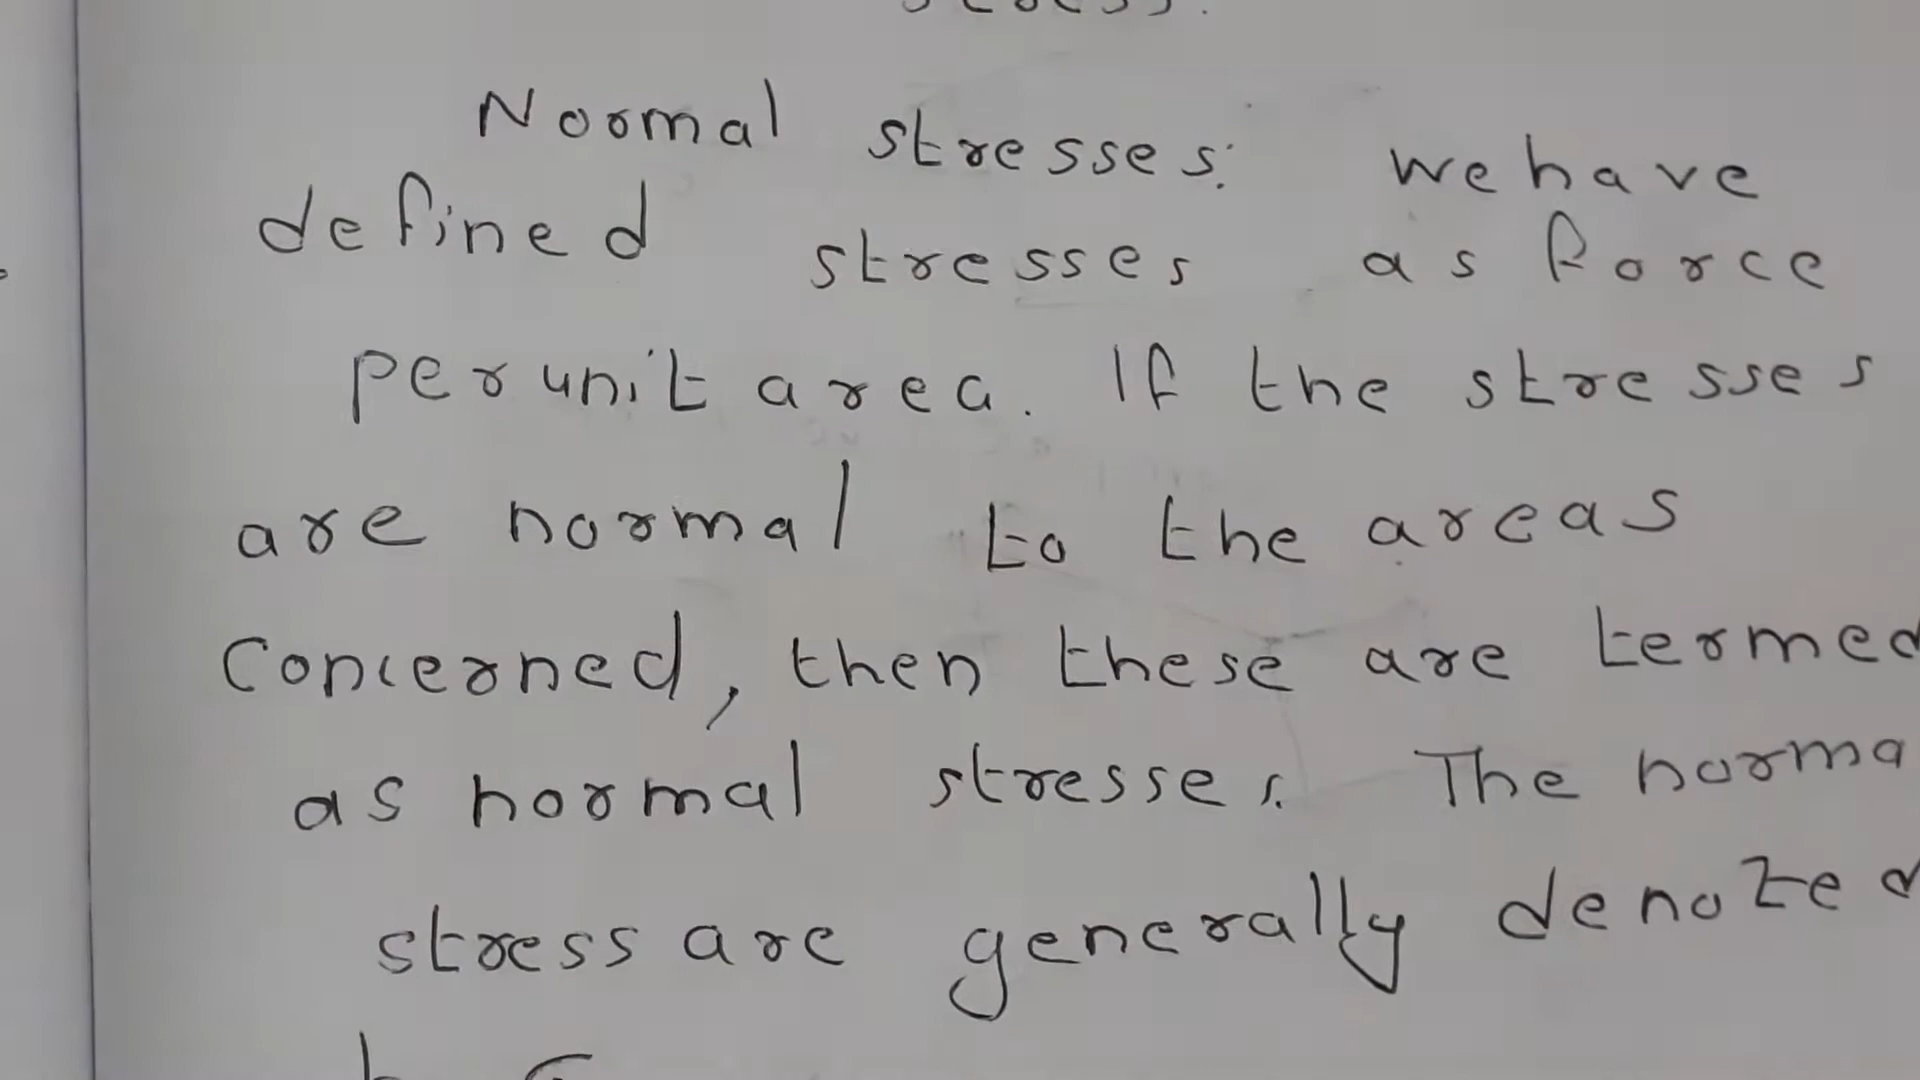 Normal stresses: we have
defined stresses as force
per unit area. If the stresses
are normal to the areas
concerned, then these are termed
as normal stresses. The norma
stress are generally denoted